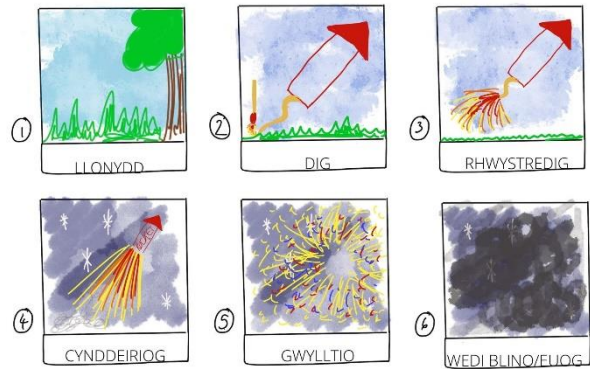 1
LLONYDD
2
DIG
3
RHWYSTREDIG
4
CYNDDEIRIOG
5
GWYLLTIO
6
WEDI BLINO/EUOG